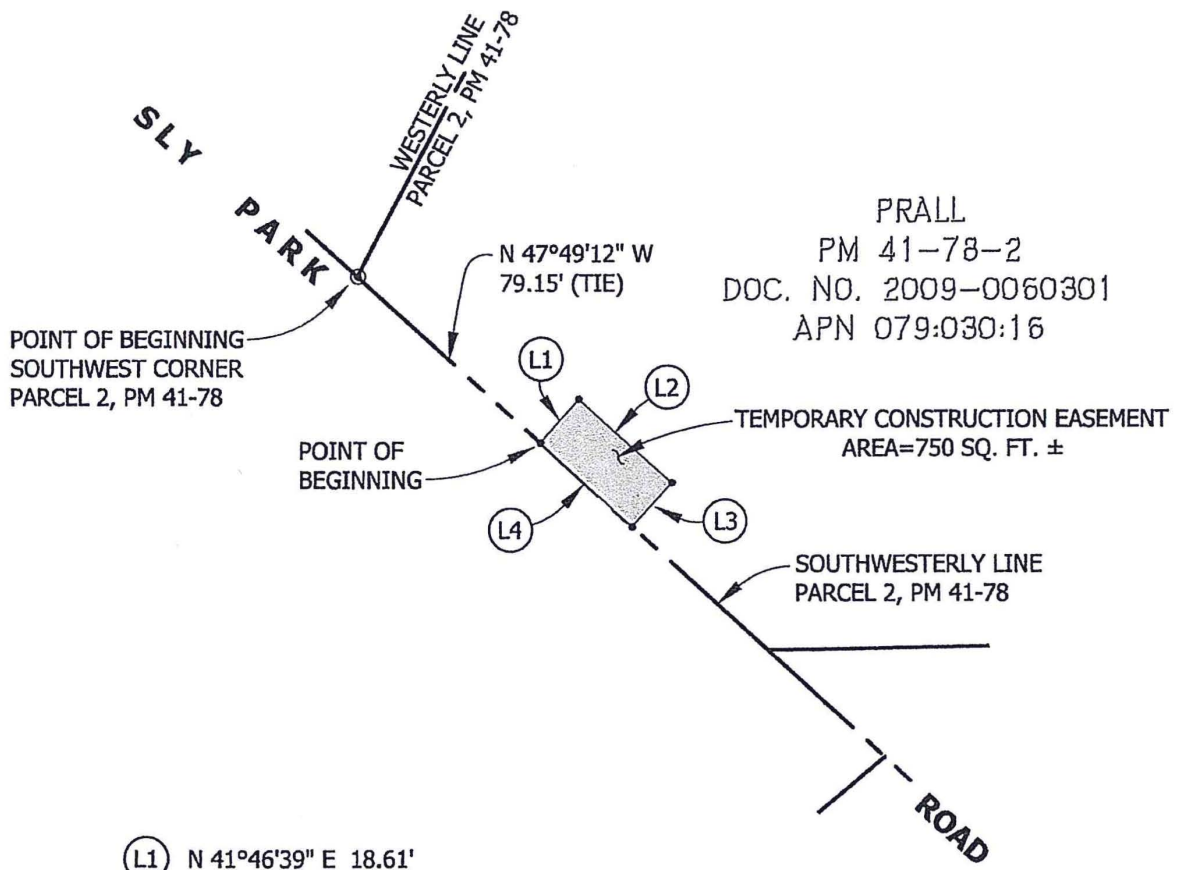 WESTERLY LINE
PARCEL 2, PM 41-78
SLY PARK
N 47°49'12" W
79.15' (TIE)
PRALL
PM 41-78-2
DOC. NO. 2009-0060301
APN 079:030:16
POINT OF BEGINNING
SOUTHWEST CORNER
PARCEL 2, PM 41-78
L1
L2
TEMPORARY CONSTRUCTION EASEMENT
AREA=750 SQ. FT. ±
POINT OF
BEGINNING
L4
L3
SOUTHWESTERLY LINE
PARCEL 2, PM 41-78
ROAD
L1 N 41°46'39" E 18.61'